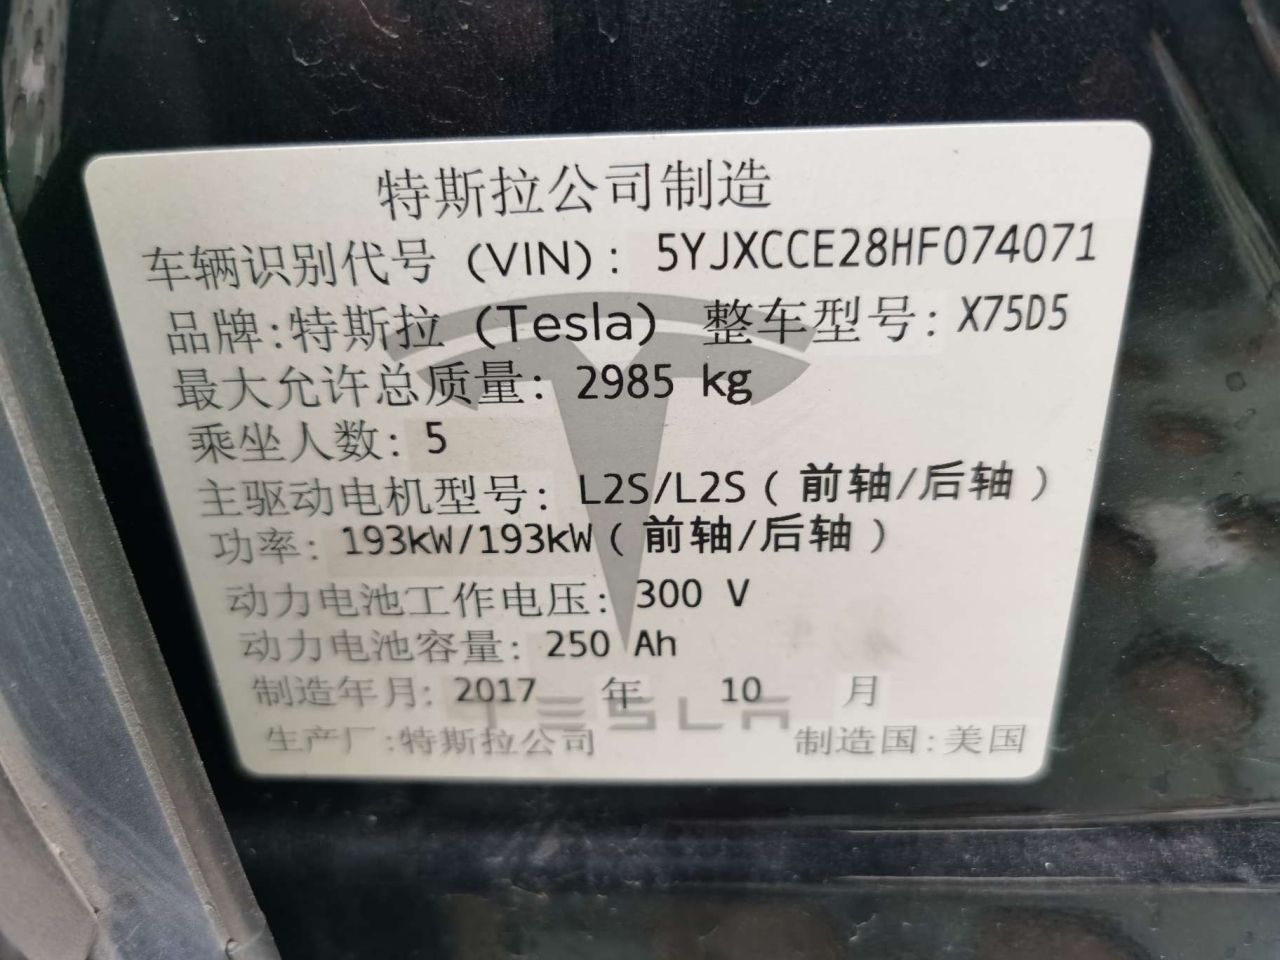 特斯拉公司制造
车辆识别代号 (VIN): 5YJXCCE28HF074071
品牌:特斯拉 (Tesla) 整车型号: X75D5
最大允许总质量: 2985 kg
乘坐人数: 5
主驱动电机型号: L2S/L2S ( 前轴/后轴 )
功率: 193kW/193kW ( 前轴/后轴 )
动力电池工作电压: 300 V
动力电池容量: 250 Ah
制造年月: 2017 年 10 月
TESLA
生产厂:特斯拉公司 制造国:美国